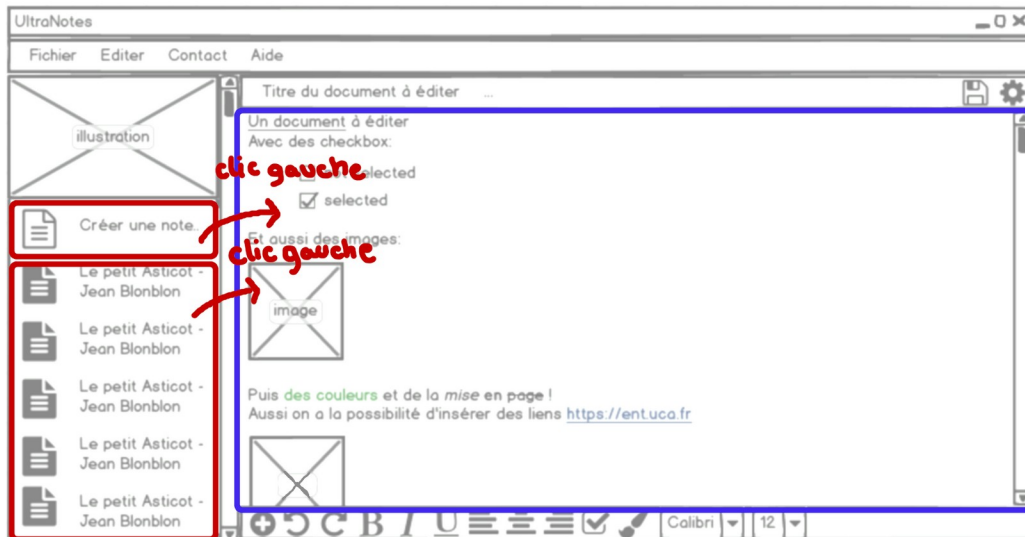 UltraNotes
Fichier Editer Contact Aide
illustration
Titre du document à éditer ...
Un document à éditer
Avec des checkbox:
clic gauche
selected
selected
Créer une note..
Et aussi des images:
clic gauche
Le petit Asticot -
Jean Blonblon
image
Le petit Asticot -
Jean Blonblon
Le petit Asticot -
Jean Blonblon
Puis des couleurs et de la mise en page !
Aussi on a la possibilité d'insérer des liens https://ent.uca.fr
Le petit Asticot -
Jean Blonblon
Le petit Asticot -
Jean Blonblon
B I U Calibri 12